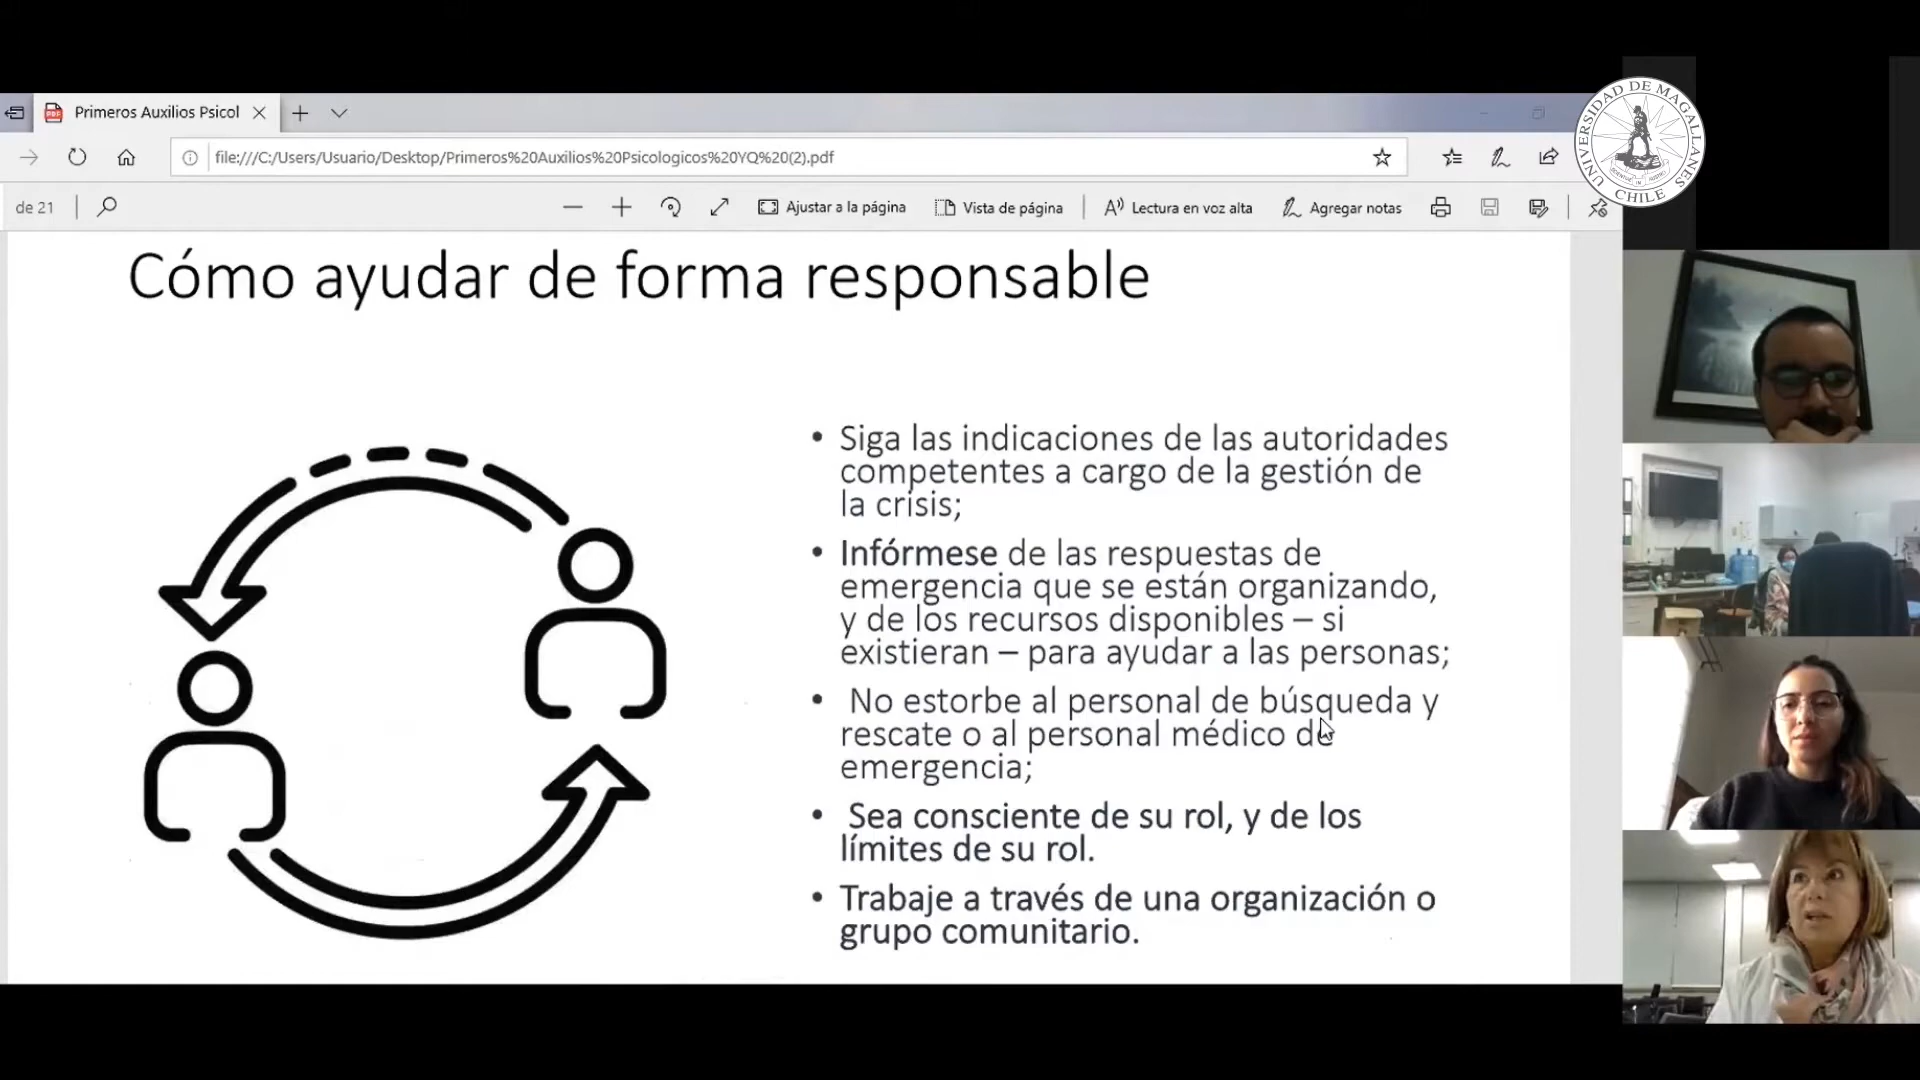 Primeros Auxilios Psicol
file:///C:/Users/Usuario/Desktop/Primeros%20Auxilios%20Psicologicos%20YQ%20(2).pdf
de 21
Ajustar a la página
Vista de página
Lectura en voz alta
Agregar notas
UNIVERSIDAD DE MAGALLANES
CHILE
Cómo ayudar de forma responsable
• Siga las indicaciones de las autoridades
competentes a cargo de la gestión de
la crisis;
• Infórmese de las respuestas de
emergencia que se están organizando,
y de los recursos disponibles – si
existieran – para ayudar a las personas;
• No estorbe al personal de búsqueda y
rescate o al personal médico de
emergencia;
• Sea consciente de su rol, y de los
límites de su rol.
• Trabaje a través de una organización o
grupo comunitario.